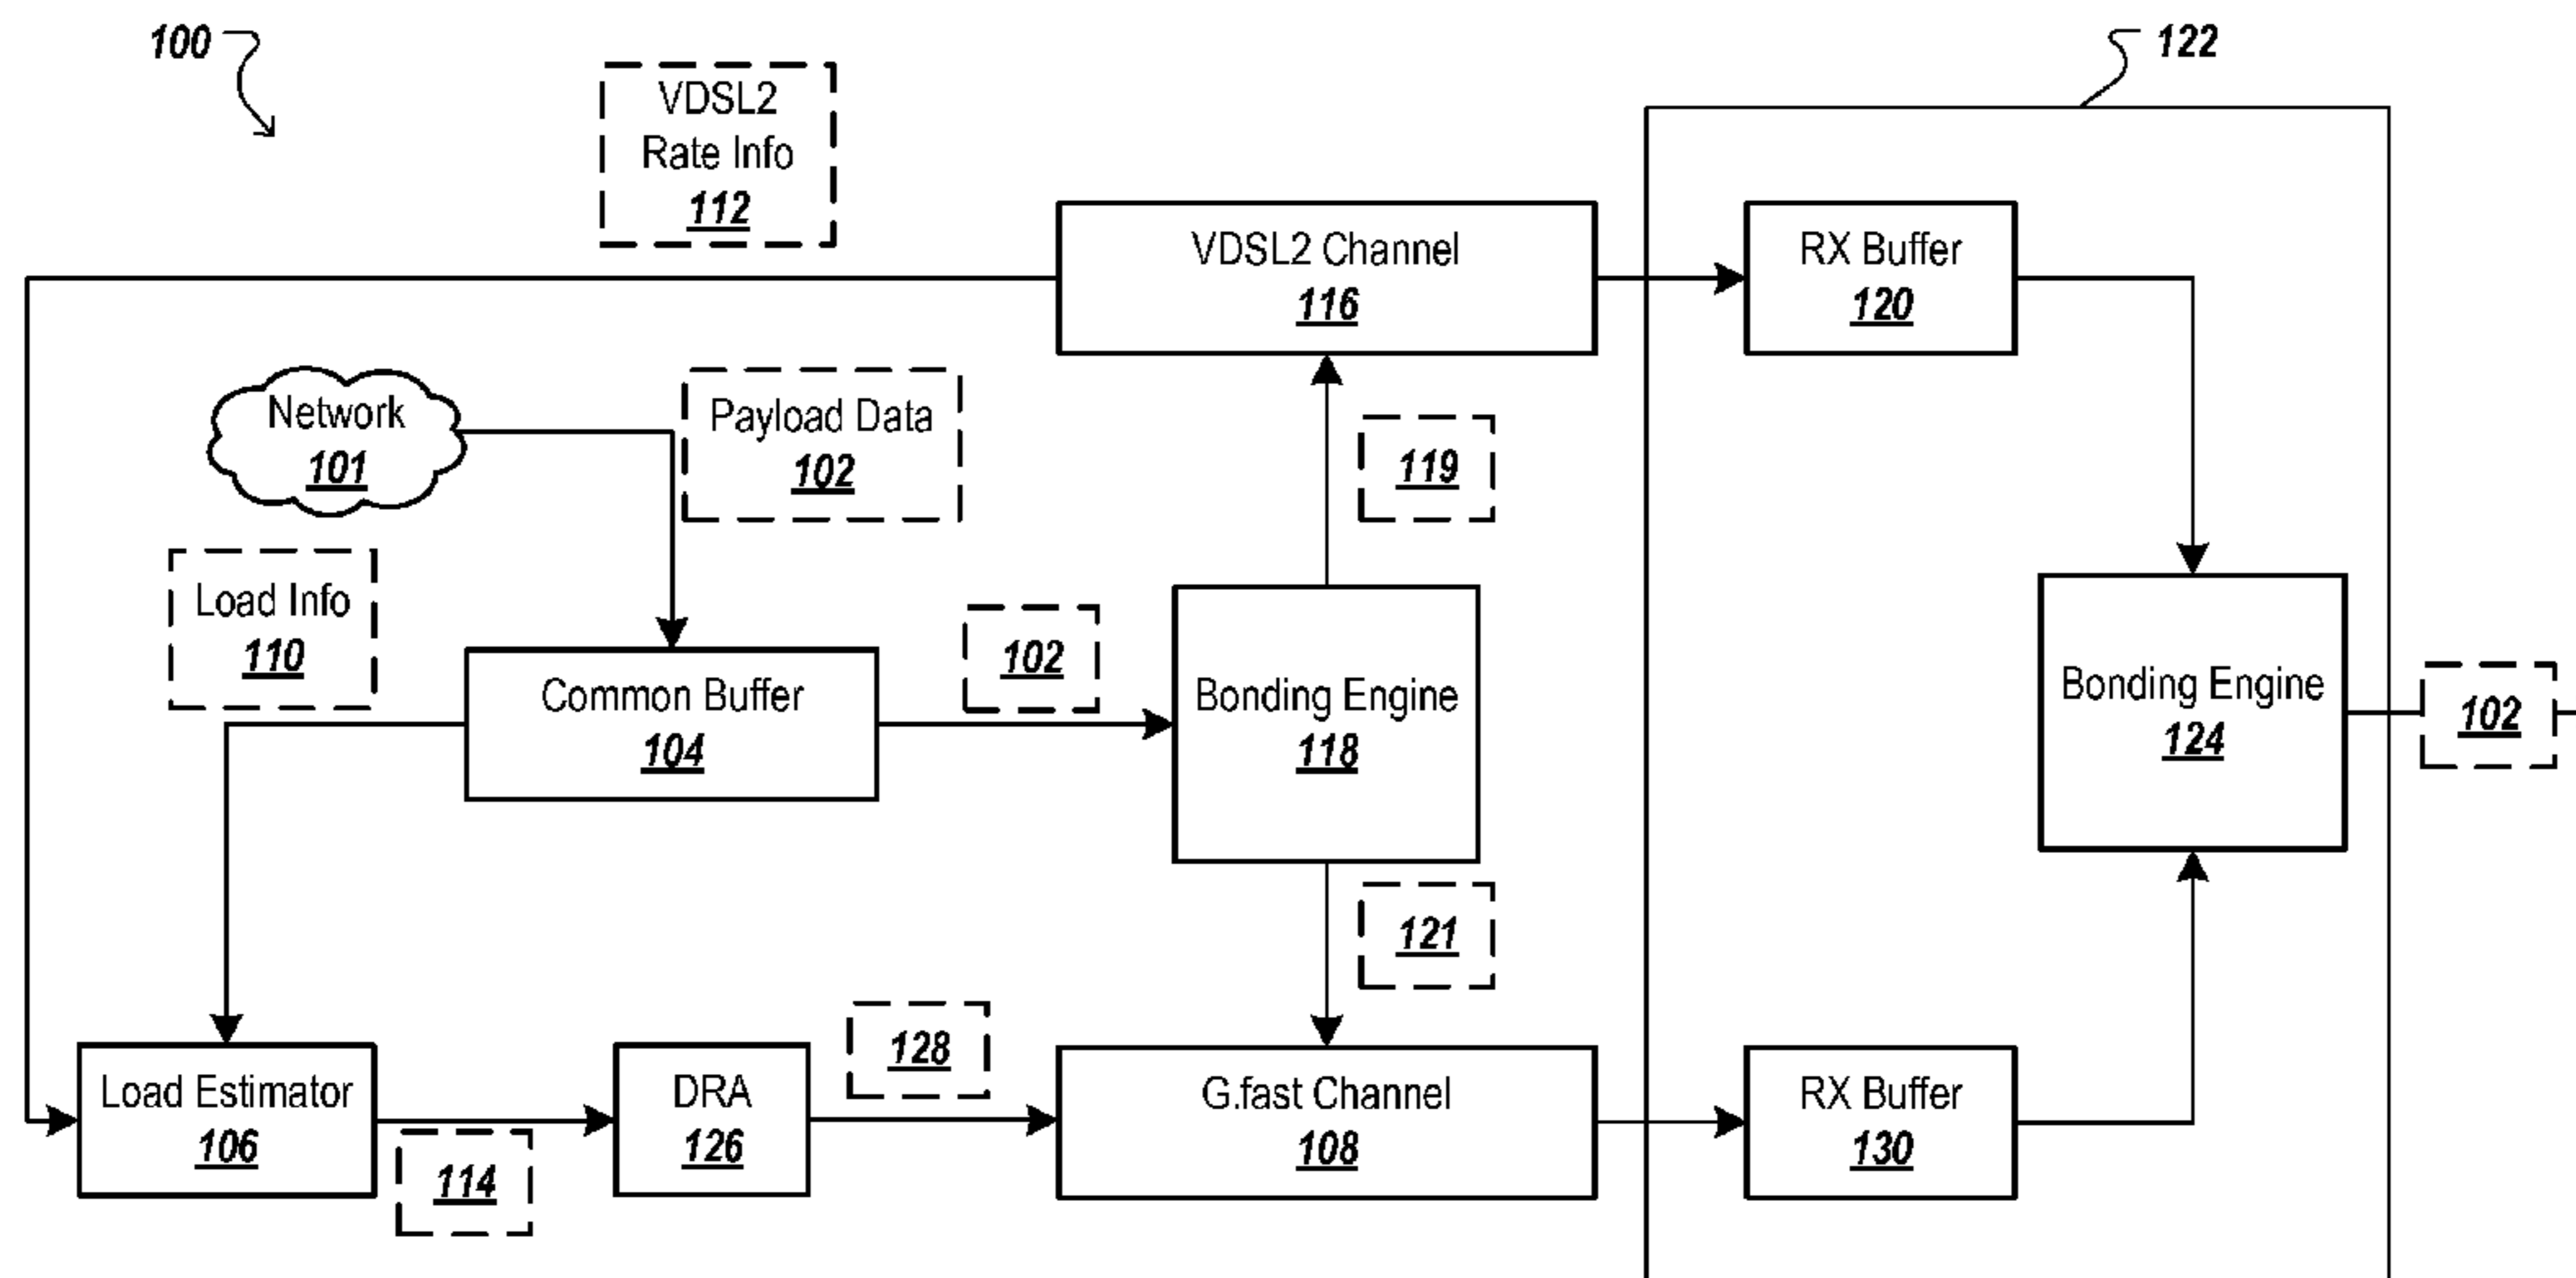 100
122
VDSL2
Rate Info
112
VDSL2 Channel
116
RX Buffer
120
Network
101
Payload Data
102
119
Load Info
110
Common Buffer
104
102
Bonding Engine
118
Bonding Engine
124
102
121
Load Estimator
106
114
DRA
126
128
G.fast Channel
108
RX Buffer
130